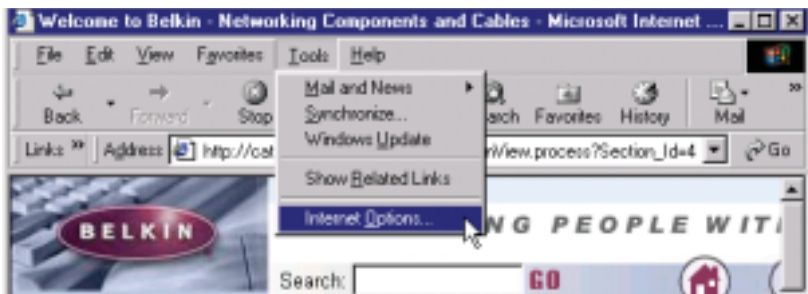 Welcome to Belkin - Networking Components and Cables - Microsoft Internet ...
File Edit View Favorites Tools Help
Back Forward Stop arch Favorites History Mail
Links » Address http://cat nView.process?Section_Id=4 Go
Mail and News
Synchronize...
Windows Update
Show Related Links
Internet Options...
BELKIN
NG PEOPLE WIT
Search: GO